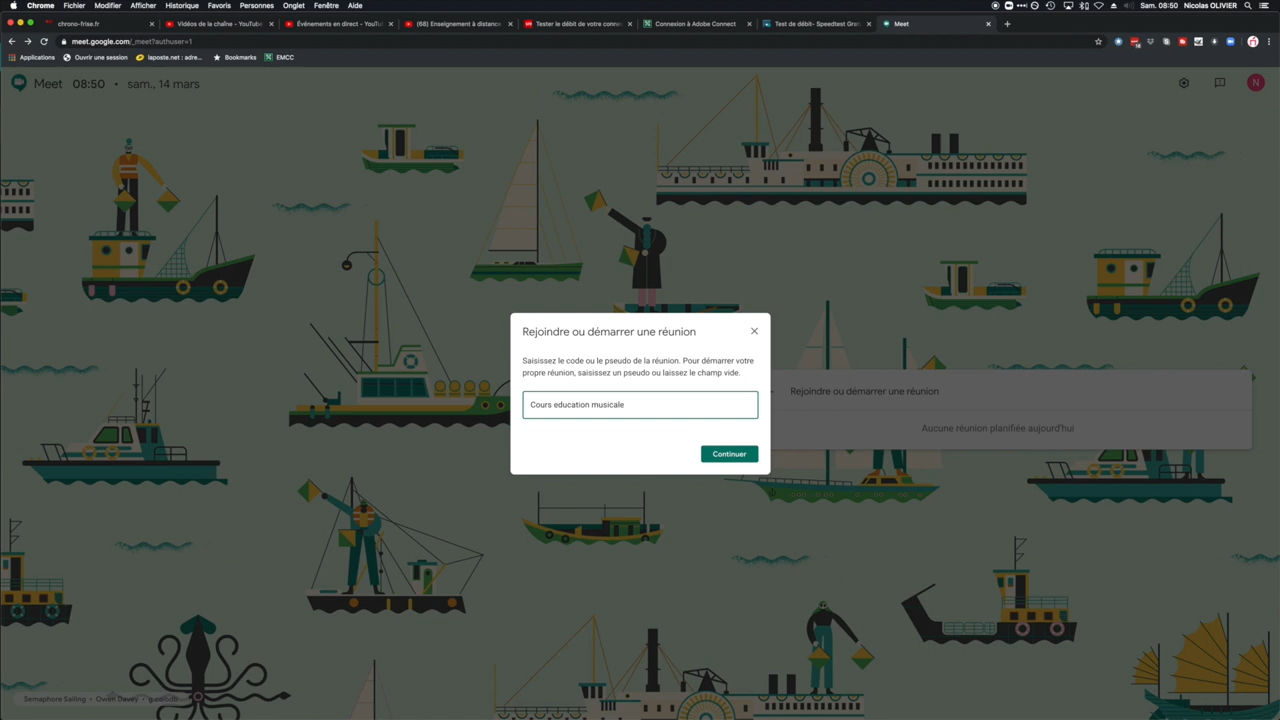 Chrome Fichier Modifier Afficher Historique Favoris Personnes Onglet Fenêtre Aide Sam. 08:50 Nicolas OLIVIER
chrono-frise.fr Vidéos de la chaîne - YouTube Événements en direct - YouTu (68) Enseignement à distance Tester le débit de votre conne Connexion à Adobe Connect Test de débit- Speedtest Gra Meet
meet.google.com/_meet?authuser=1
Applications Ouvrir une session laposte.net : adre... Bookmarks EMCC
Meet 08:50 • sam., 14 mars
N
Rejoindre ou démarrer une réunion
Saisissez le code ou le pseudo de la réunion. Pour démarrer votre
propre réunion, saisissez un pseudo ou laissez le champ vide.
Cours education musicale
Continuer
Rejoindre ou démarrer une réunion
Aucune réunion planifiée aujourd'hui
Semaphore Sailing • Owen Davey •